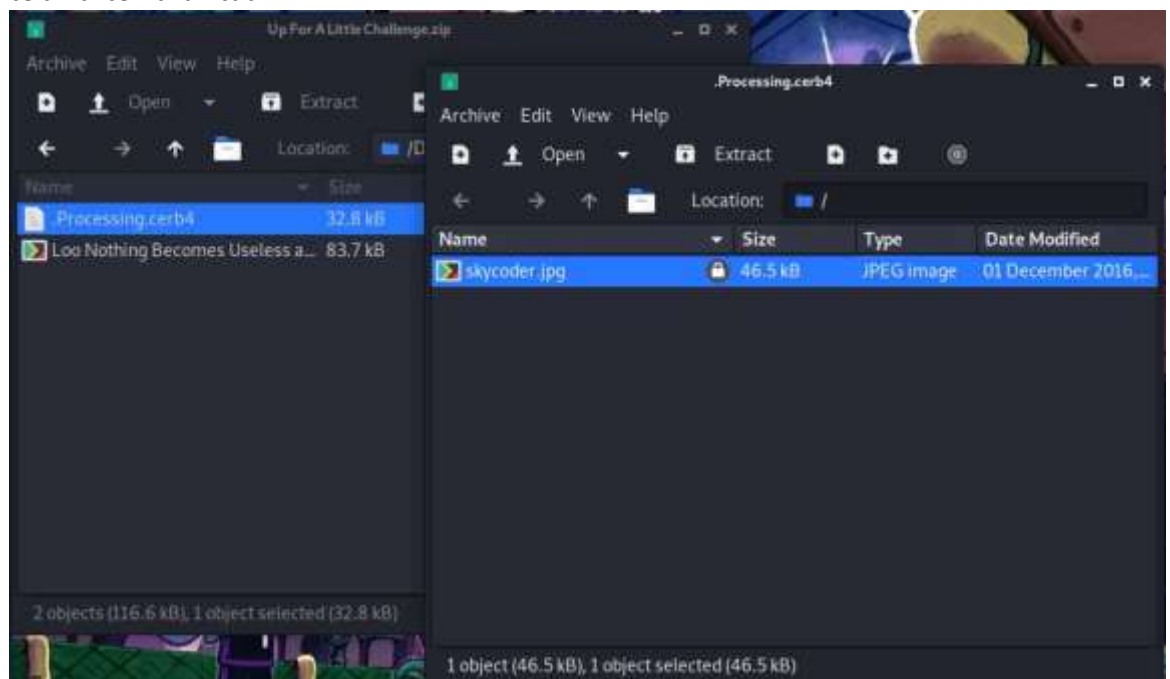 Up For A Little Challenge.zip
Archive Edit View Help
Open Extract
Location: /D
Name Size
.Processing.cerb4 32.8 kB
Loo Nothing Becomes Useless a... 83.7 kB
2 objects (116.6 kB), 1 object selected (32.8 kB)
.Processing.cerb4
Archive Edit View Help
Open Extract
Location: /
Name Size Type Date Modified
skycoder.jpg 46.5 kB JPEG image 01 December 2016,...
1 object (46.5 kB), 1 object selected (46.5 kB)